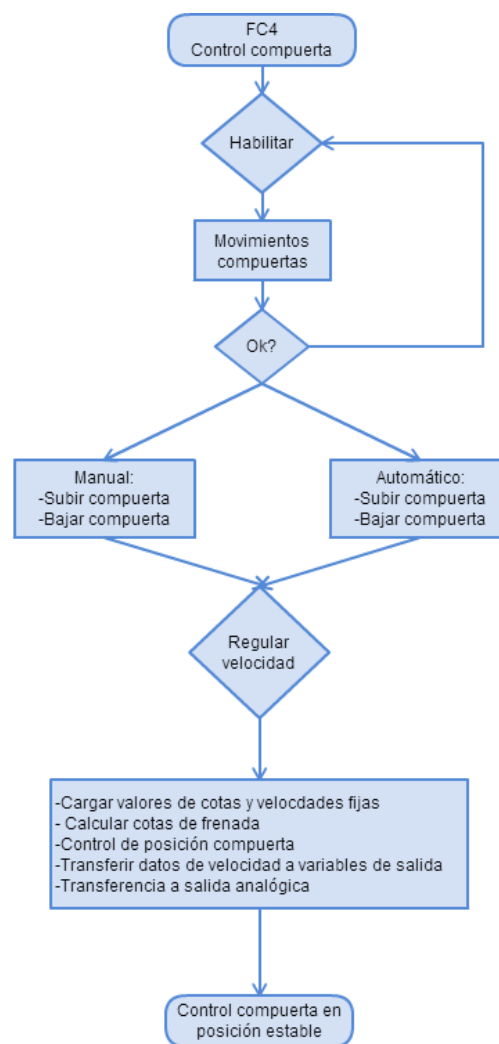 FC4
Control compuerta
Habilitar
Movimientos
compuertas
Ok?
Manual:
-Subir compuerta
-Bajar compuerta
Automático:
-Subir compuerta
-Bajar compuerta
Regular
velocidad
-Cargar valores de cotas y velocdades fijas
- Calcular cotas de frenada
-Control de posición compuerta
-Transferir datos de velocidad a variables de salida
-Transferencia a salida analógica
Control compuerta en
posición estable